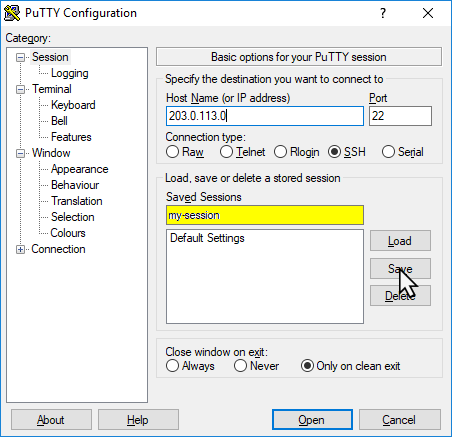 PuTTY Configuration
?
Category:
Session
Logging
Terminal
Keyboard
Bell
Features
Window
Appearance
Behaviour
Translation
Selection
Colours
Connection
Basic options for your PuTTY session
Specify the destination you want to connect to
Host Name (or IP address) Port
203.0.113.0 22
Connection type:
Raw Telnet Rlogin SSH Serial
Load, save or delete a stored session
Saved Sessions
my-session
Default Settings
Load
Save
Delete
Close window on exit:
Always Never Only on clean exit
About Help Open Cancel